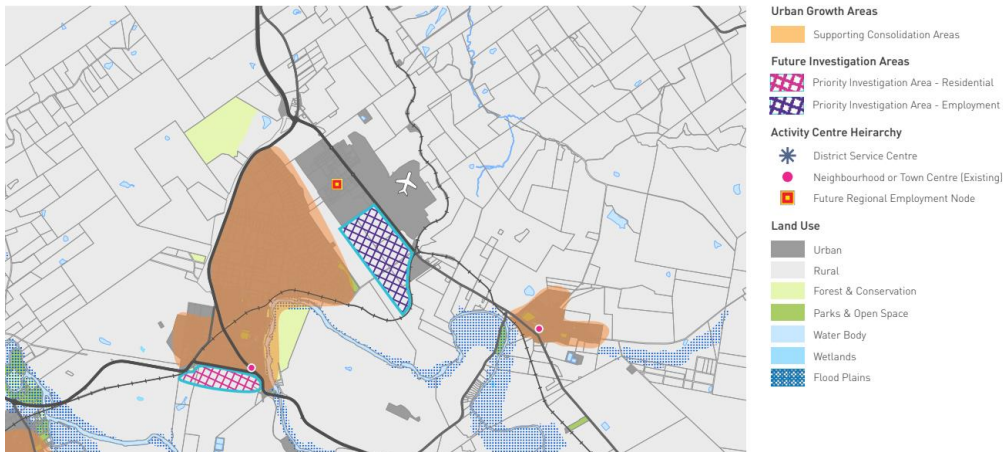 Urban Growth Areas
Supporting Consolidation Areas
Future Investigation Areas
Priority Investigation Area - Residential
Priority Investigation Area - Employment
Activity Centre Heirarchy
District Service Centre
Neighbourhood or Town Centre (Existing)
Future Regional Employment Node
Land Use
Urban
Rural
Forest & Conservation
Parks & Open Space
Water Body
Wetlands
Flood Plains